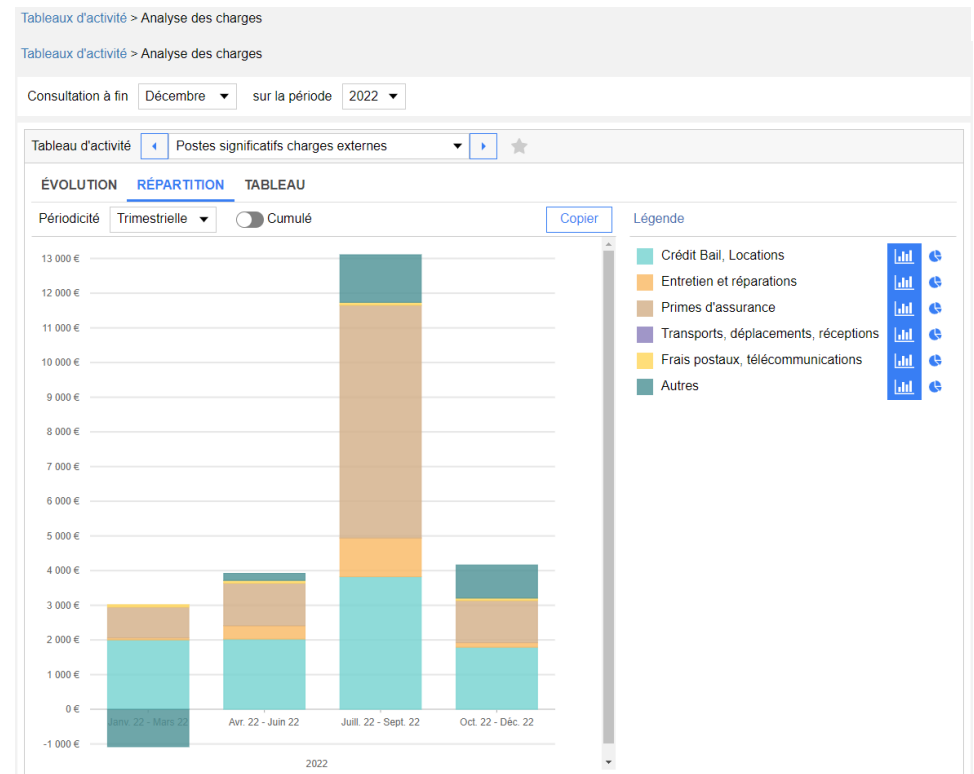 Tableaux d'activité > Analyse des charges
Tableaux d'activité > Analyse des charges
Consultation à fin Décembre sur la période 2022
Tableau d'activité Postes significatifs charges externes
ÉVOLUTION RÉPARTITION TABLEAU
Périodicité Trimestrielle Cumulé Copier Légende
13 000 €
12 000 €
11 000 €
10 000 €
9 000 €
8 000 €
7 000 €
6 000 €
5 000 €
4 000 €
3 000 €
2 000 €
1 000 €
0 €
-1 000 €
Janv. 22 - Mars 22 Avr. 22 - Juin 22 Juill. 22 - Sept. 22 Oct. 22 - Déc. 22
2022
Crédit Bail, Locations
Entretien et réparations
Primes d'assurance
Transports, déplacements, réceptions
Frais postaux, télécommunications
Autres